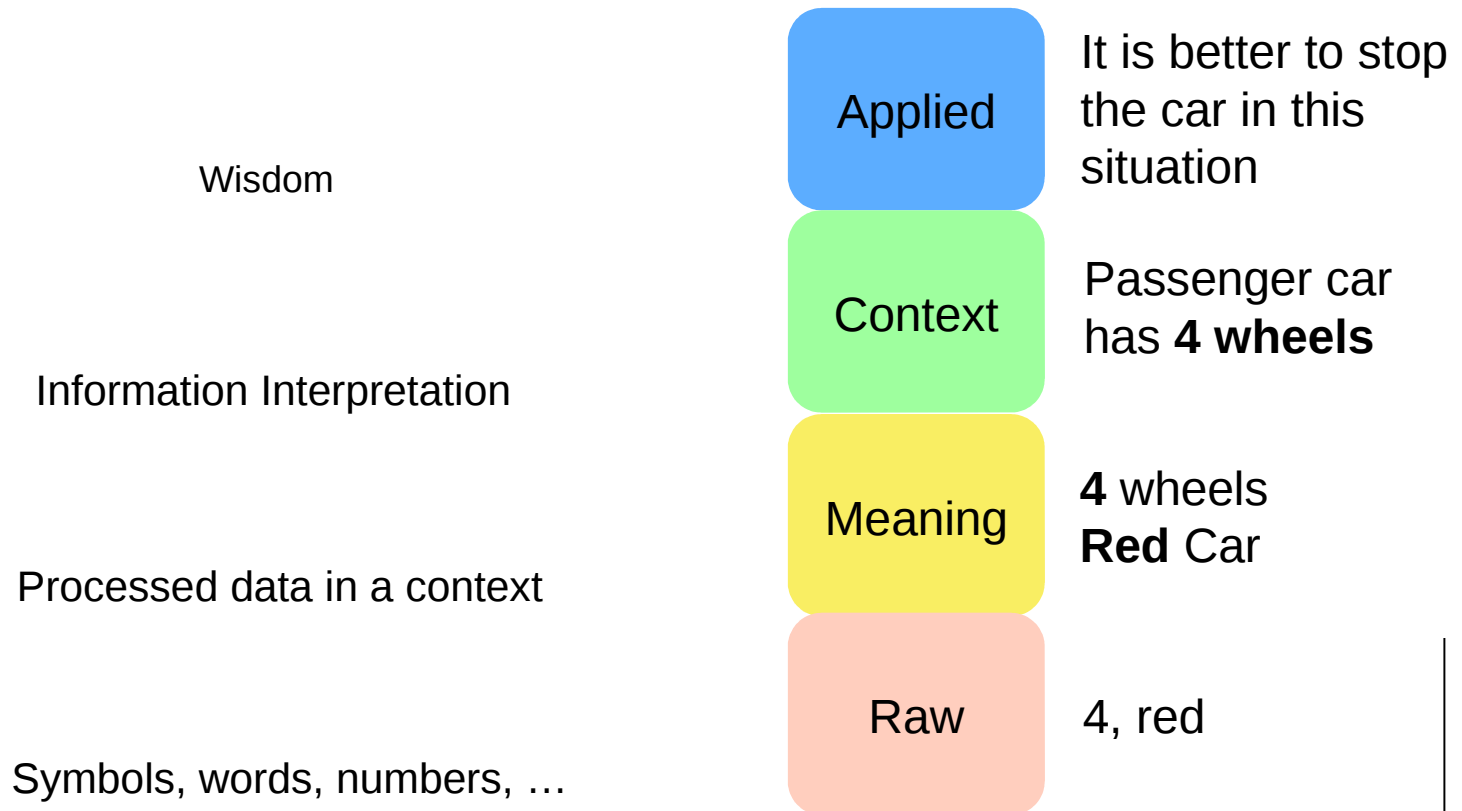 Applied
It is better to stop
the car in this
situation
Wisdom
Context
Passenger car
has 4 wheels
Information Interpretation
Meaning
4 wheels
Red Car
Processed data in a context
Raw
4, red
Symbols, words, numbers, …